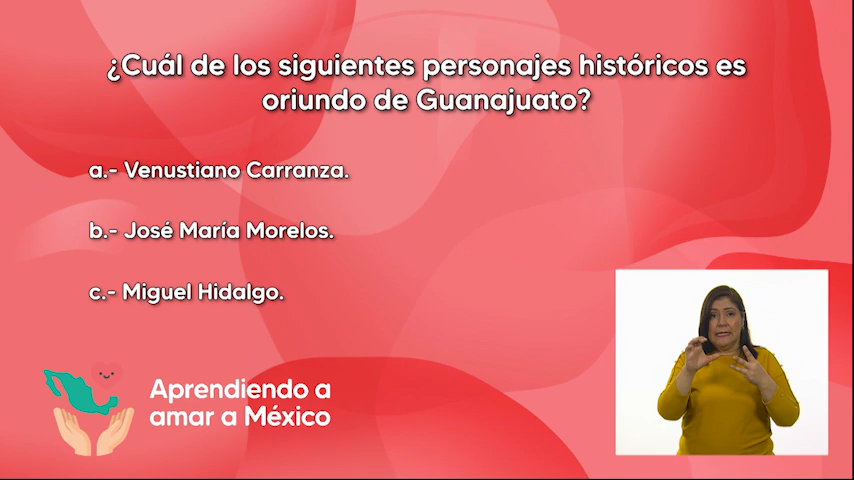 ¿Cuál de los siguientes personajes históricos es
oriundo de Guanajuato?
a.- Venustiano Carranza.
b.- José María Morelos.
c.- Miguel Hidalgo.
Aprendiendo a
amar a México